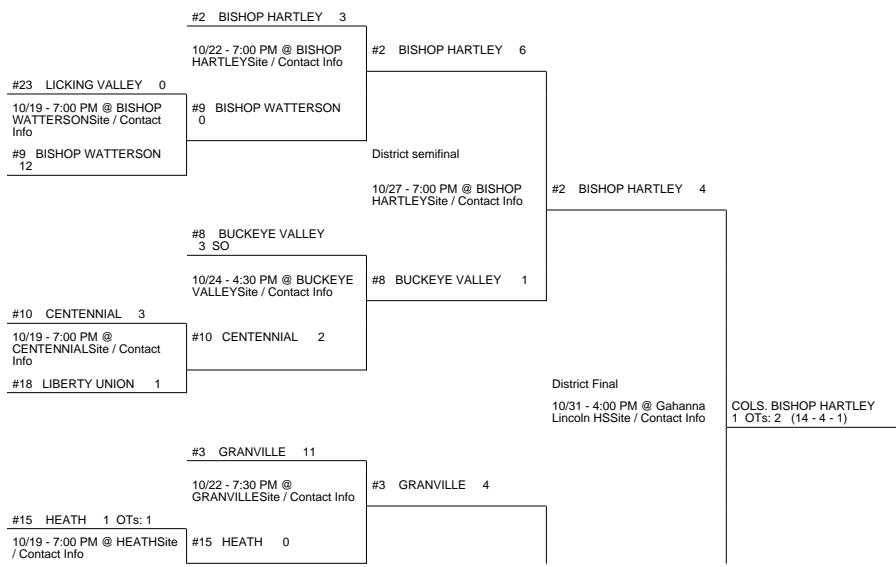 #2 BISHOP HARTLEY 3
10/22 - 7:00 PM @ BISHOP
HARTLEYSite / Contact Info
#2 BISHOP HARTLEY 6
#23 LICKING VALLEY 0
10/19 - 7:00 PM @ BISHOP
WATTERSONSite / Contact
Info
#9 BISHOP WATTERSON
0
#9 BISHOP WATTERSON
12
District semifinal
10/27 - 7:00 PM @ BISHOP
HARTLEYSite / Contact Info
#2 BISHOP HARTLEY 4
#8 BUCKEYE VALLEY
3 SO
10/24 - 4:30 PM @ BUCKEYE
VALLEYSite / Contact Info
#8 BUCKEYE VALLEY 1
#10 CENTENNIAL 3
10/19 - 7:00 PM @
CENTENNIALSite / Contact
Info
#10 CENTENNIAL 2
#18 LIBERTY UNION 1
District Final
10/31 - 4:00 PM @ Gahanna
Lincoln HSSite / Contact Info
COLS. BISHOP HARTLEY
1 OTs: 2 (14 - 4 - 1)
#3 GRANVILLE 11
10/22 - 7:30 PM @
GRANVILLESite / Contact Info
#3 GRANVILLE 4
#15 HEATH 1 OTs: 1
10/19 - 7:00 PM @ HEATHSite
/ Contact Info
#15 HEATH 0